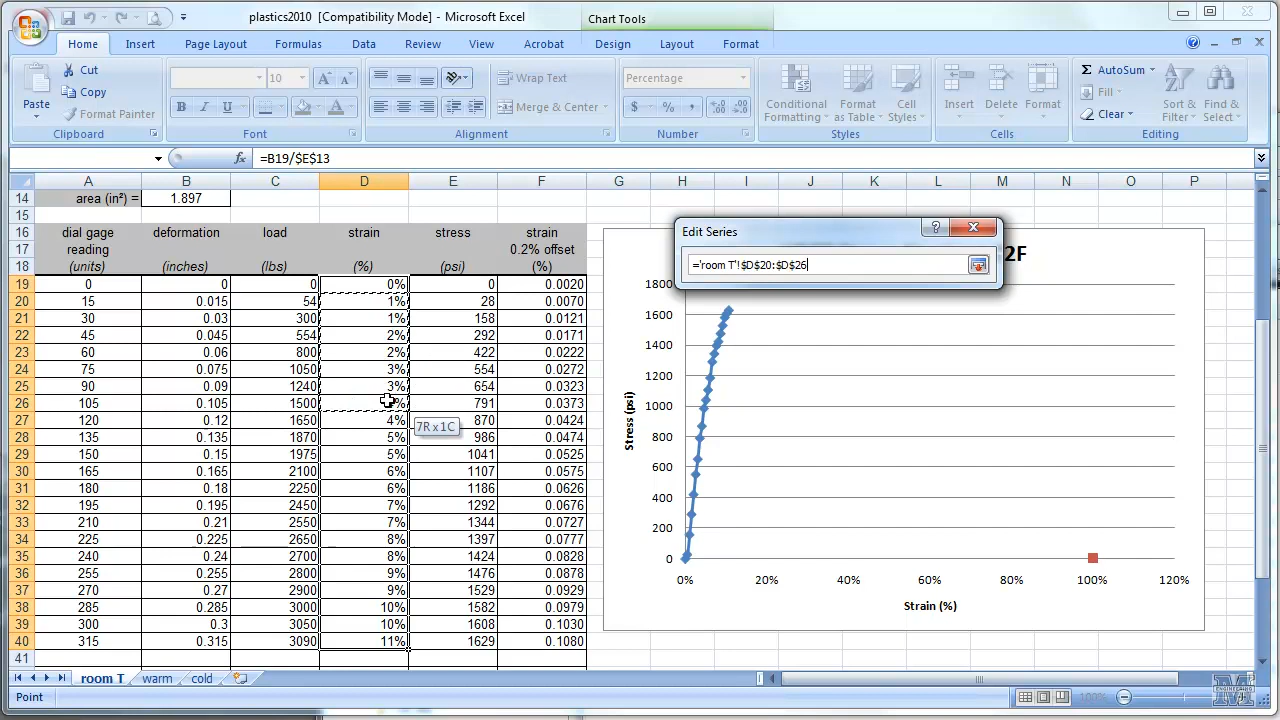 plastics2010 [Compatibility Mode] - Microsoft Excel
Chart Tools
Home Insert Page Layout Formulas Data Review View Acrobat Design Layout Format
Paste
Cut
Copy
Format Painter
Clipboard
10
B I U
Font
A
Wrap Text
Merge & Center
Alignment
Percentage
$ % ,
Number
Conditional Formatting
Format as Table
Cell Styles
Styles
Insert
Delete
Format
Cells
AutoSum
Fill
Clear
Sort & Filter
Find & Select
Editing
fx =B19/$E$13
A B C D E F G H I J K L M N O P
14 area (in²) = 1.897
15
16 dial gage deformation load strain stress strain
17 reading 0.2% offset
18 (units) (inches) (lbs) (%) (psi) (%)
19 0 0 0 0% 0 0.0020
20 15 0.015 54 1% 28 0.0070
21 30 0.03 300 1% 158 0.0121
22 45 0.045 554 2% 292 0.0171
23 60 0.06 800 2% 422 0.0222
24 75 0.075 1050 3% 554 0.0272
25 90 0.09 1240 3% 654 0.0323
26 105 0.105 1500 % 791 0.0373
27 120 0.12 1650 4% 870 0.0424
28 135 0.135 1870 5% 986 0.0474
29 150 0.15 1975 5% 1041 0.0525
30 165 0.165 2100 6% 1107 0.0575
31 180 0.18 2250 6% 1186 0.0626
32 195 0.195 2450 7% 1292 0.0676
33 210 0.21 2550 7% 1344 0.0727
34 225 0.225 2650 8% 1397 0.0777
35 240 0.24 2700 8% 1424 0.0828
36 255 0.255 2800 9% 1476 0.0878
37 270 0.27 2900 9% 1529 0.0929
38 285 0.285 3000 10% 1582 0.0979
39 300 0.3 3050 10% 1608 0.1030
40 315 0.315 3090 11% 1629 0.1080
41
7R x 1C
Edit Series
='room T'!$D$20:$D$26
2F
1800
1600
1400
1200
1000
800
600
400
200
0
Stress (psi)
0% 20% 40% 60% 80% 100% 120%
Strain (%)
room T warm cold
Point
100%
ENGINEERING